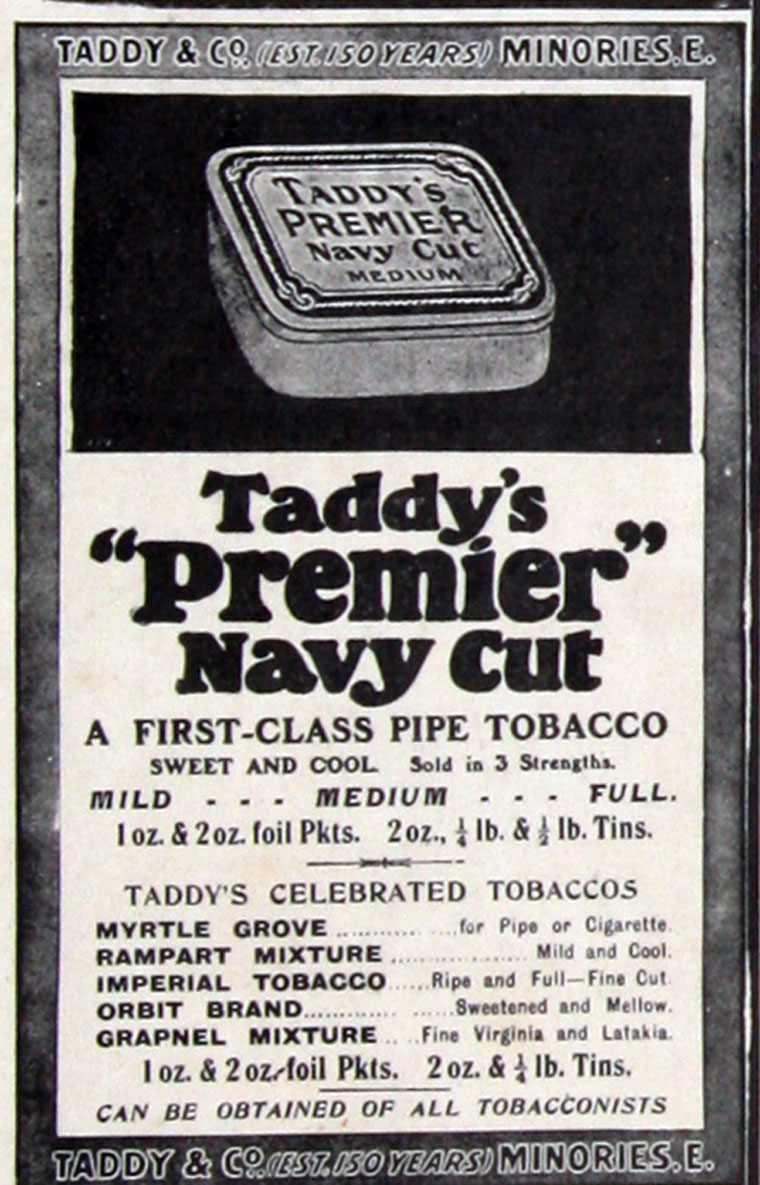 TADDY & CO. (EST. 150 YEARS) MINORIES, E.
TADDY'S
PREMIER
Navy Cut
MEDIUM
Taddy's
"Premier"
Navy Cut
A FIRST-CLASS PIPE TOBACCO
SWEET AND COOL Sold in 3 Strengths.
MILD - - - MEDIUM - - - FULL.
1 oz. & 2 oz. foil Pkts. 2 oz., ¼ lb. & ½ lb. Tins.
TADDY'S CELEBRATED TOBACCOS
MYRTLE GROVE ................ for Pipe or Cigarette.
RAMPART MIXTURE ................ Mild and Cool.
IMPERIAL TOBACCO ...... Ripe and Full—Fine Cut.
ORBIT BRAND ................ Sweetened and Mellow.
GRAPNEL MIXTURE .... Fine Virginia and Latakia.
1 oz. & 2 oz. foil Pkts. 2 oz. & ¼ lb. Tins.
CAN BE OBTAINED OF ALL TOBACCONISTS
TADDY & CO. (EST. 150 YEARS) MINORIES, E.